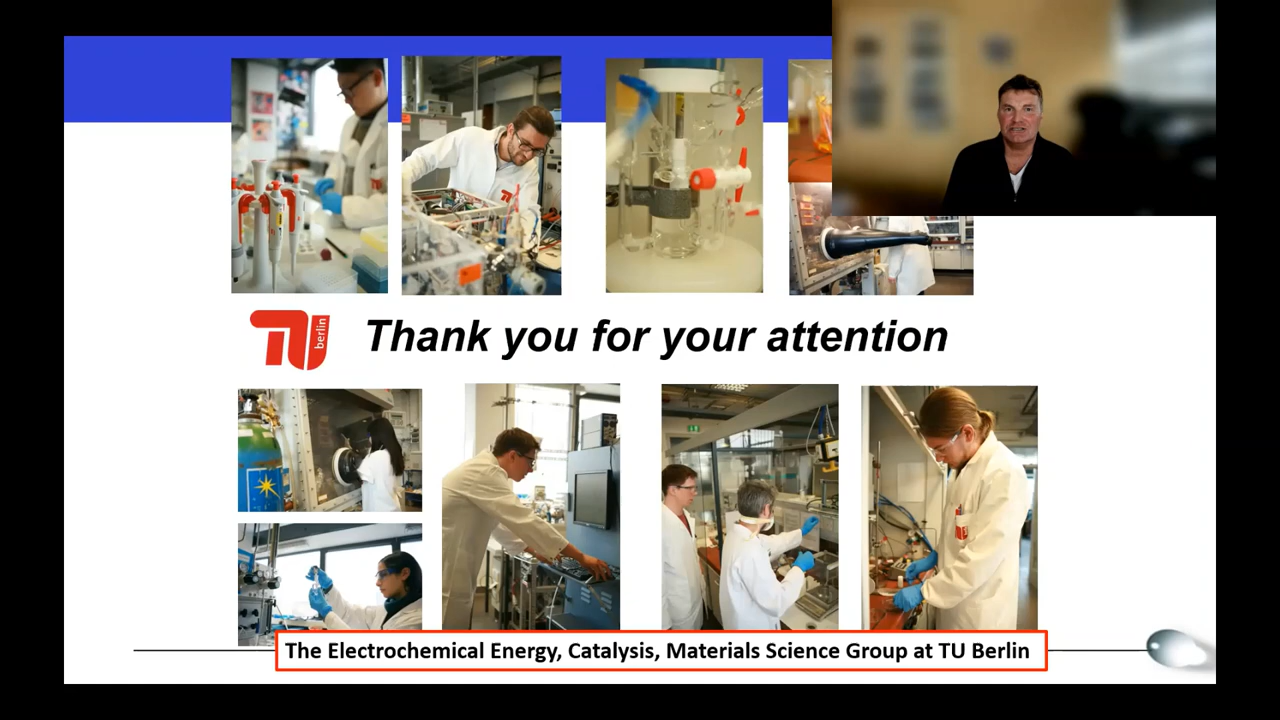 berlin
Thank you for your attention
The Electrochemical Energy, Catalysis, Materials Science Group at TU Berlin